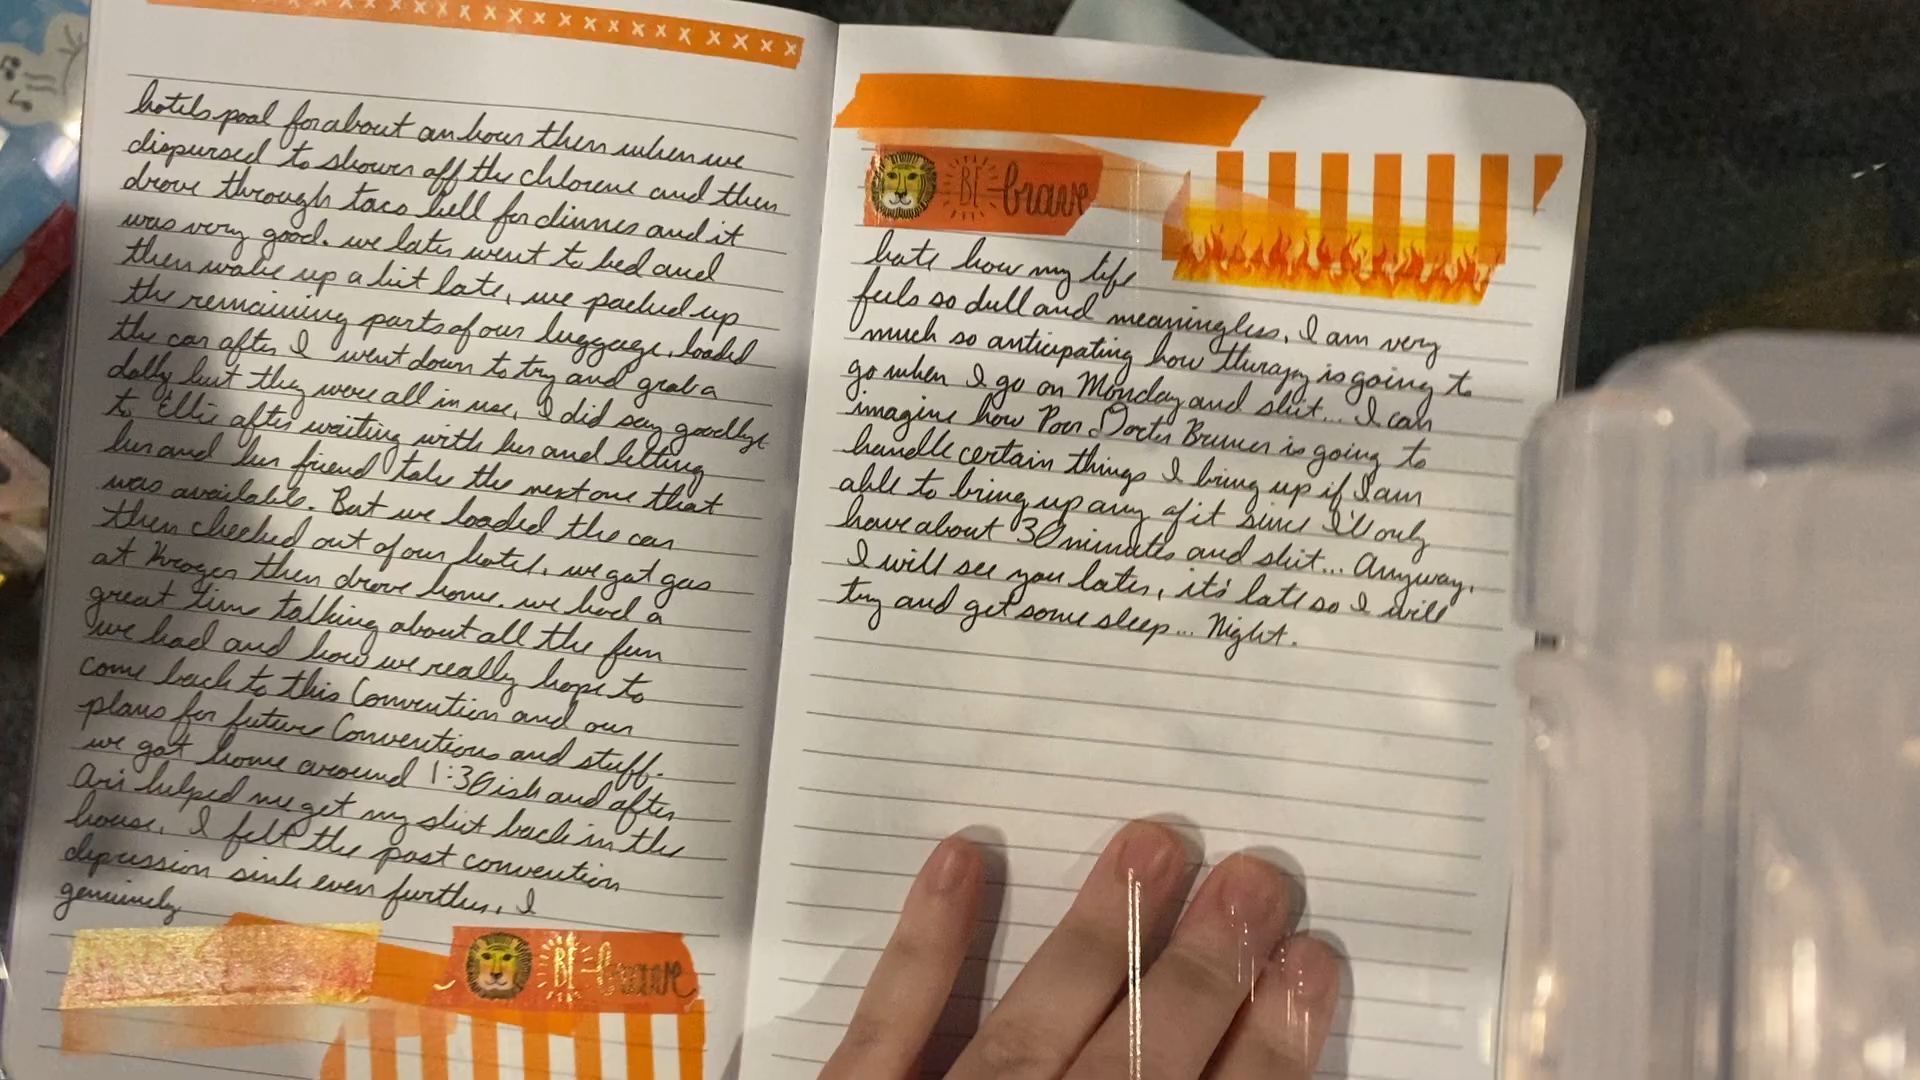 hotels pool for about an hour then when we
dispursed to shower off the chlorene and then
drove through taco bell for dinner and it
was very good. we later went to bed and
then woke up a bit late, we packed up
the remaining parts of our luggage, loaded
the car after I went down to try and grab a
dolly but they were all in use, I did say goodbye
to Ellie after waiting with her and letting
her and her friend take the next one that
was available. But we loaded the car
then checked out of our hotel, we got gas
at Kroger then drove home. we had a
great time talking about all the fun
we had and how we really hope to
come back to this Convention and our
plans for future Conventions and stuff.
we got home around 1:30ish and after
Ari helped me get my shit back in the
house, I felt the post convention
depression sink even further, I
genuinely
BE brave
BE brave
hate how my life
feels so dull and meaningless, I am very
much so anticipating how therapy is going to
go when I go on Monday and shit... I can
imagine how Poor Doctor Bruner is going to
handle certain things I bring up if I am
able to bring up any of it since I'll only
have about 30 minutes and shit... Anyway,
I will see you later, it's late so I will
try and get some sleep... Night.